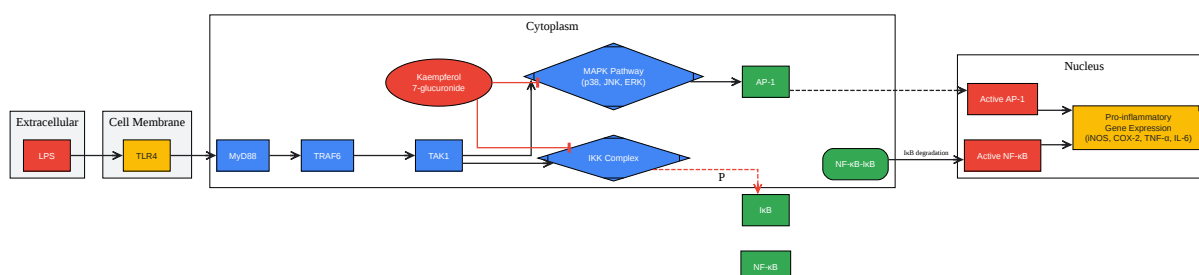 Cytoplasm
Extracellular
LPS
Cell Membrane
TLR4
MyD88
TRAF6
TAK1
Kaempferol
7-glucuronide
MAPK Pathway
(p38, JNK, ERK)
IKK Complex
AP-1
P
IκB
NF-κB
NF-κB-IκB
IκB degradation
Nucleus
Active AP-1
Active NF-κB
Pro-inflammatory
Gene Expression
(iNOS, COX-2, TNF-α, IL-6)